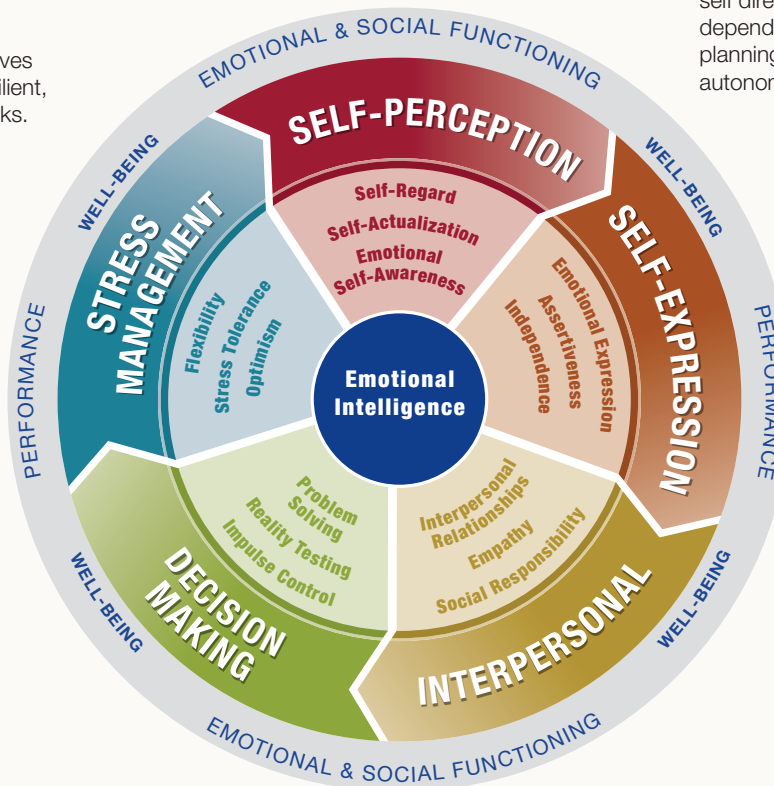 ves
ilient,
ks.
self dire
depend
planning
autonom
EMOTIONAL & SOCIAL FUNCTIONING
WELL-BEING
WELL-BEING
PERFORMANCE
PERFORMANCE
WELL-BEING
WELL-BEING
EMOTIONAL & SOCIAL FUNCTIONING
SELF-PERCEPTION
Self-Regard
Self-Actualization
Emotional
Self-Awareness
SELF-EXPRESSION
Emotional Expression
Assertiveness
Independence
INTERPERSONAL
Interpersonal
Relationships
Empathy
Social Responsibility
DECISION
MAKING
Problem
Solving
Reality Testing
Impulse Control
STRESS
MANAGEMENT
Flexibility
Stress Tolerance
Optimism
Emotional
Intelligence